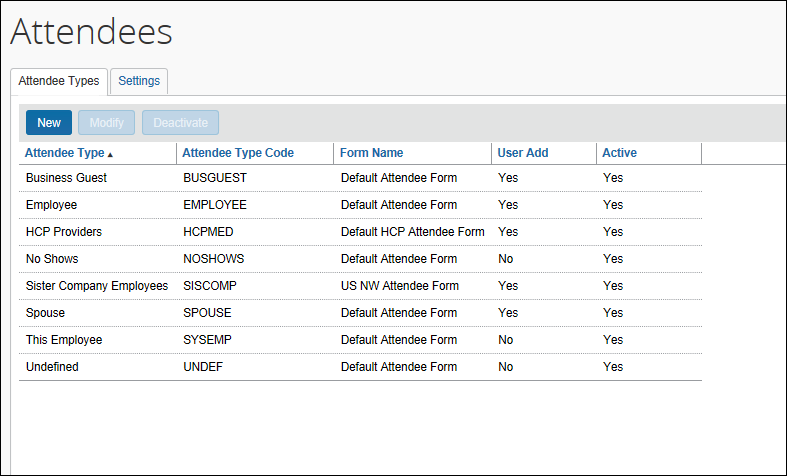 Attendees
Attendee Types Settings
New Modify Deactivate
Attendee Type Attendee Type Code Form Name User Add Active
Business Guest BUSGUEST Default Attendee Form Yes Yes
Employee EMPLOYEE Default Attendee Form Yes Yes
HCP Providers HCPMED Default HCP Attendee Form Yes Yes
No Shows NOSHOWS Default Attendee Form No Yes
Sister Company Employees SISCOMP US NW Attendee Form Yes Yes
Spouse SPOUSE Default Attendee Form Yes Yes
This Employee SYSEMP Default Attendee Form No Yes
Undefined UNDEF Default Attendee Form No Yes